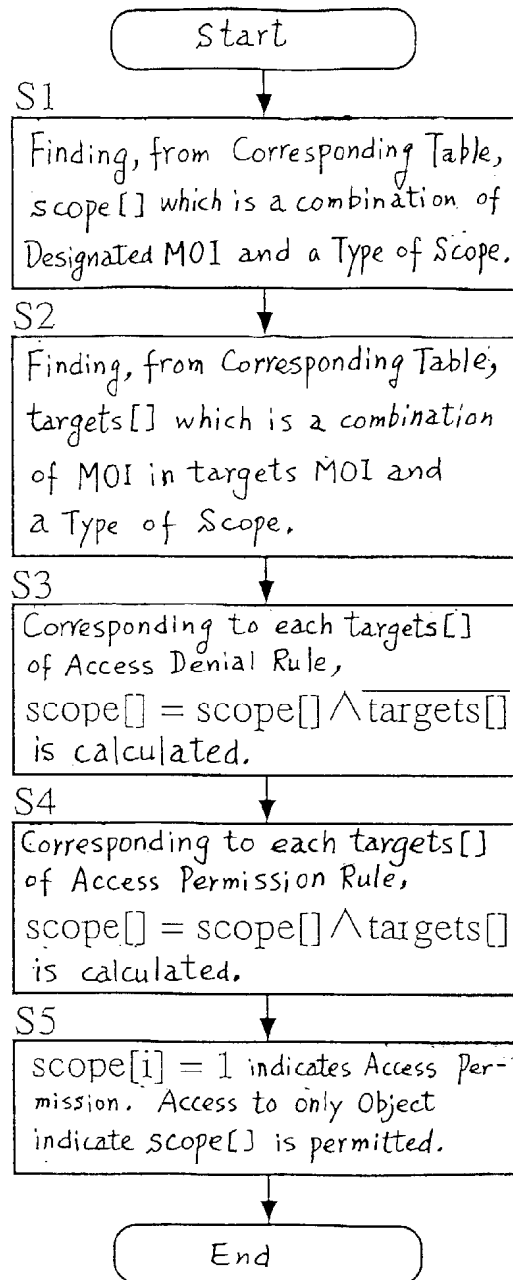 Start
S1
Finding, from Corresponding Table,
scope[] which is a combination of
Designated MOI and a Type of Scope.
S2
Finding, from Corresponding Table,
targets[] which is a combination
of MOI in targets MOI and
a Type of Scope.
S3
Corresponding to each targets[]
of Access Denial Rule,
scope[] = scope[] ∧ \overline{targets[]}
is calculated.
S4
Corresponding to each targets[]
of Access Permission Rule,
scope[] = scope[] ∧ targets[]
is calculated.
S5
scope[i] = 1 indicates Access Per-
mission. Access to only Object
indicate scope[] is permitted.
End